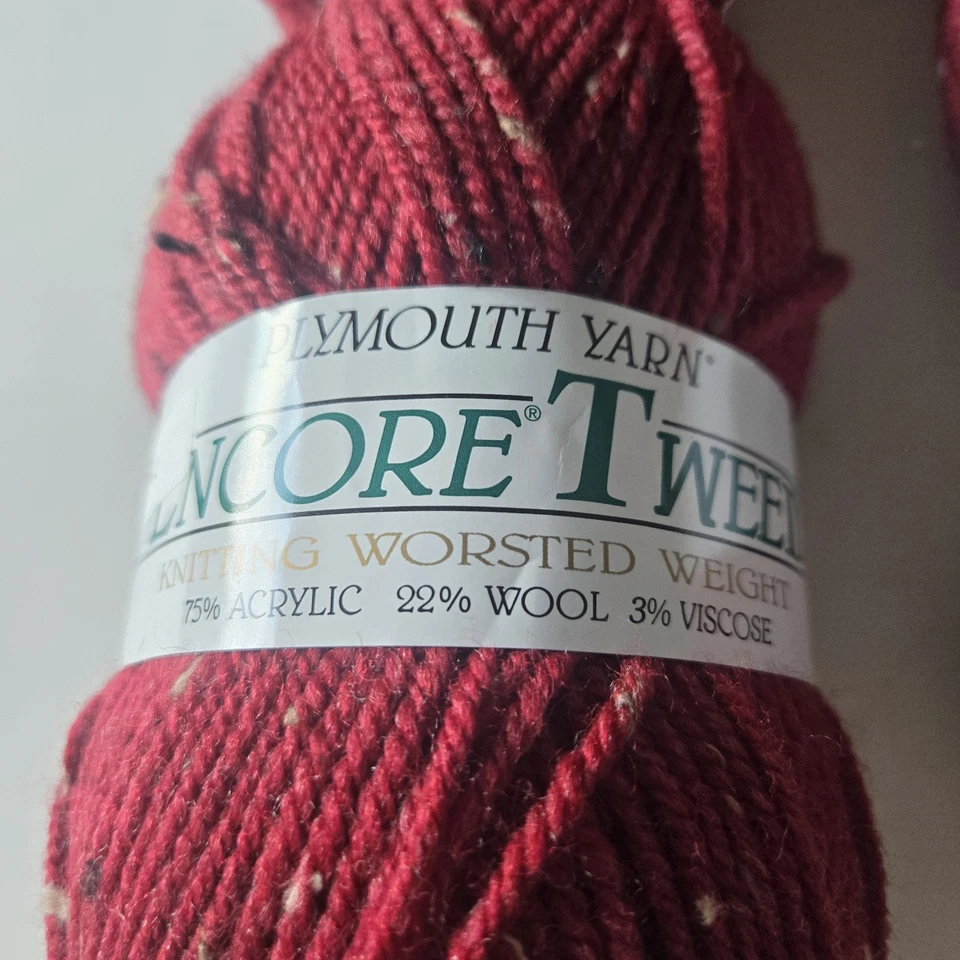 PLYMOUTH YARN®
ENCORE® TWEED
KNITTING WORSTED WEIGHT
75% ACRYLIC 22% WOOL 3% VISCOSE